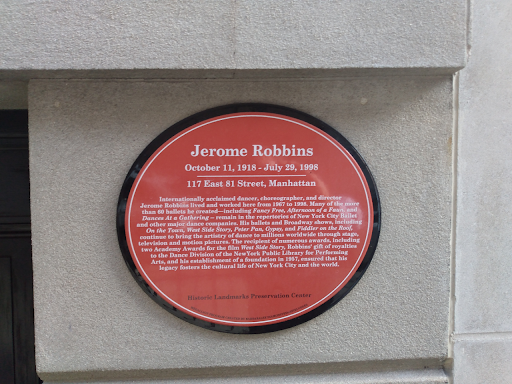 Jerome Robbins
October 11, 1918 - July 29, 1998
117 East 81 Street, Manhattan
Internationally acclaimed dancer, choreographer, and director
Jerome Robbins lived and worked here from 1967 to 1998. Many of the more
than 66 ballets he created—including Fancy Free, Afternoon of a Faun, and
Dances At a Gathering – remain in the repertories of New York City Ballet
and other major dance companies. His ballets and Broadway shows, including
On the Town, West Side Story, Peter Pan, Gypsy, and Fiddler on the Roof,
continue to bring the artistry of dance to millions worldwide through stage,
television and motion pictures. The recipient of numerous awards, including
two Academy Awards for the film West Side Story, Robbins' gift of royalties
to the Dance Division of the NewYork Public Library for Performing
Arts, and his establishment of a foundation in 1957, ensured that his
legacy fosters the cultural life of New York City and the world.
Historic Landmarks Preservation Center